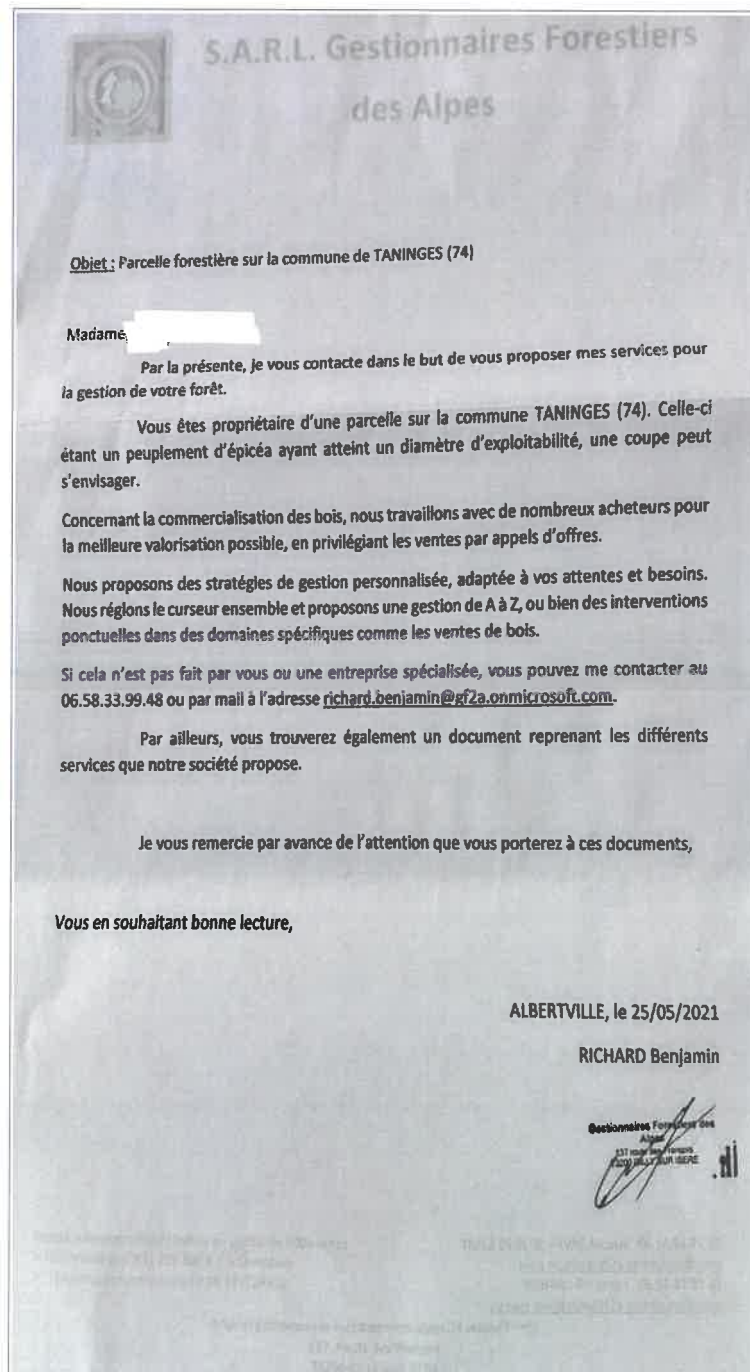 S.A.R.L. Gestionnaires Forestiers
des Alpes
Objet : Parcelle forestière sur la commune de TANINGES (74)
Madame,
Par la présente, je vous contacte dans le but de vous proposer mes services pour
la gestion de votre forêt.
Vous êtes propriétaire d'une parcelle sur la commune TANINGES (74). Celle-ci
étant un peuplement d'épicéa ayant atteint un diamètre d'exploitabilité, une coupe peut
s'envisager.
Concernant la commercialisation des bois, nous travaillons avec de nombreux acheteurs pour
la meilleure valorisation possible, en privilégiant les ventes par appels d'offres.
Nous proposons des stratégies de gestion personnalisée, adaptée à vos attentes et besoins.
Nous réglons le curseur ensemble et proposons une gestion de A à Z, ou bien des interventions
ponctuelles dans des domaines spécifiques comme les ventes de bois.
Si cela n'est pas fait par vous ou une entreprise spécialisée, vous pouvez me contacter au
06.58.33.99.48 ou par mail à l'adresse richard.benjamin@gf2a.onmicrosoft.com.
Par ailleurs, vous trouverez également un document reprenant les différents
services que notre société propose.
Je vous remercie par avance de l'attention que vous porterez à ces documents,
Vous en souhaitant bonne lecture,
ALBERTVILLE, le 25/05/2021
RICHARD Benjamin
Gestionnaires Forestiers des
Alpes
SUR ISERE